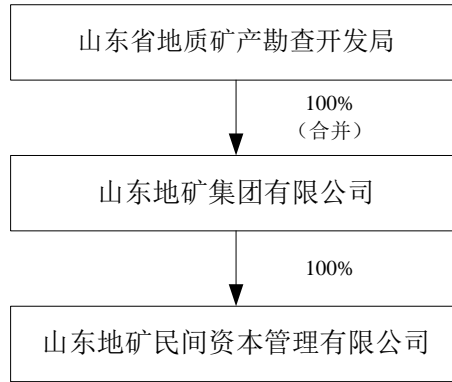 山东省地质矿产勘查开发局
100%
（合并）
山东地矿集团有限公司
100%
山东地矿民间资本管理有限公司